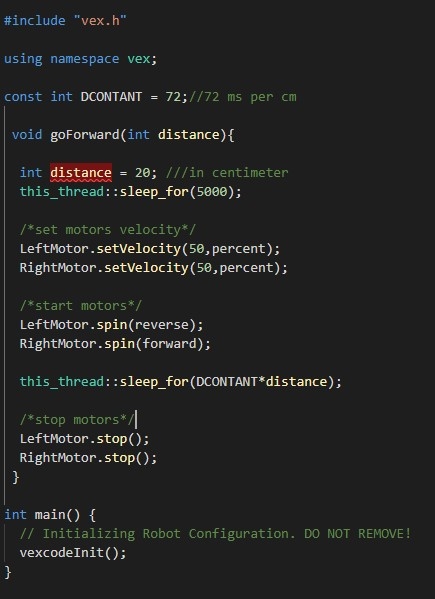 #include "vex.h"
using namespace vex;
const int DCONTANT = 72;//72 ms per cm
void goForward(int distance){
int distance = 20; ///in centimeter
this_thread::sleep_for(5000);
/*set motors velocity*/
LeftMotor.setVelocity(50,percent);
RightMotor.setVelocity(50,percent);
/*start motors*/
LeftMotor.spin(reverse);
RightMotor.spin(forward);
this_thread::sleep_for(DCONTANT*distance);
/*stop motors*/
LeftMotor.stop();
RightMotor.stop();
}
int main() {
// Initializing Robot Configuration. DO NOT REMOVE!
vexcodeInit();
}